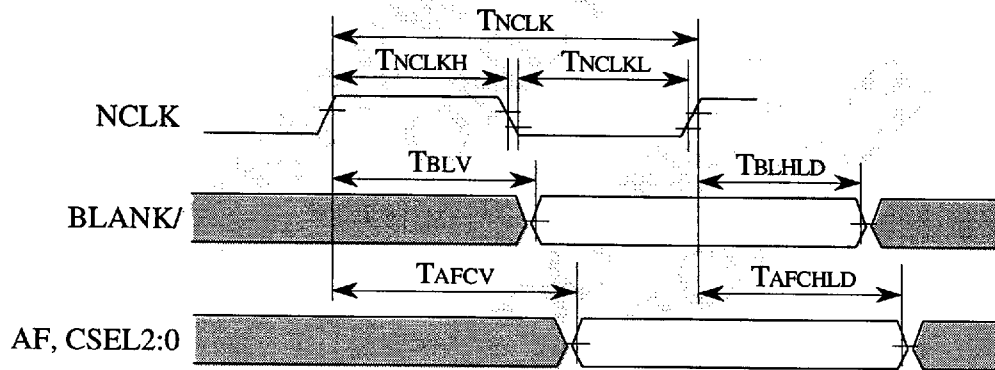 TNCLK
TNCLKH TNCLKL
NCLK
TBLV TBLHLD
BLANK/
TAFCV TAFCHLD
AF, CSEL2:0